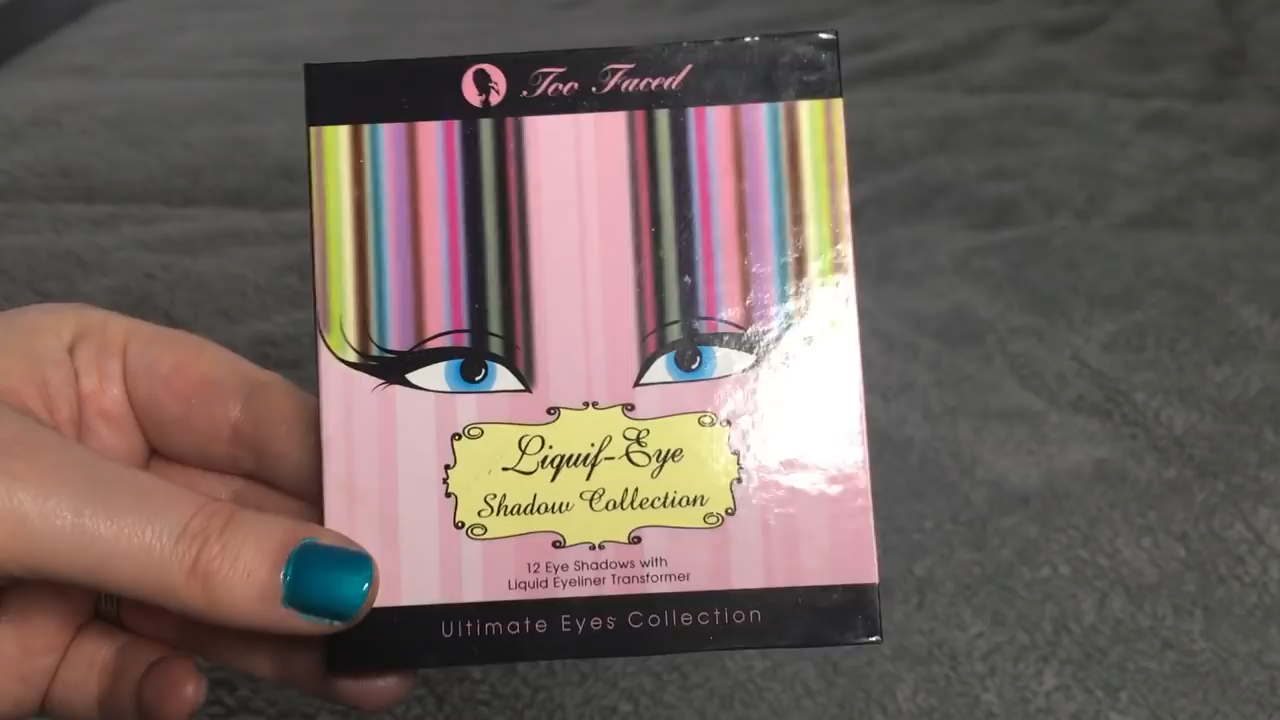 Too Faced
Liquif-Eye
Shadow Collection
12 Eye Shadows with
Liquid Eyeliner Transformer
Ultimate Eyes Collection